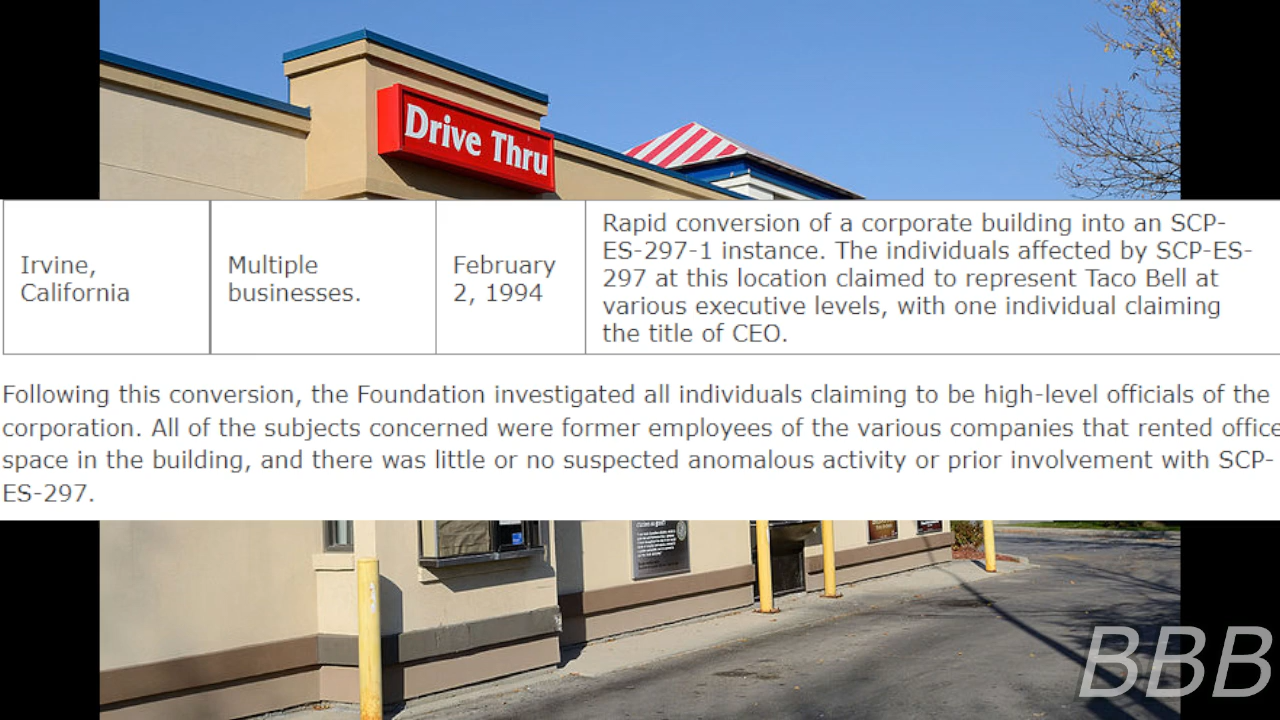 Drive Thru
Irvine,
California
Multiple
businesses.
February
2, 1994
Rapid conversion of a corporate building into an SCP-
ES-297-1 instance. The individuals affected by SCP-ES-
297 at this location claimed to represent Taco Bell at
various executive levels, with one individual claiming
the title of CEO.
Following this conversion, the Foundation investigated all individuals claiming to be high-level officials of the
corporation. All of the subjects concerned were former employees of the various companies that rented office
space in the building, and there was little or no suspected anomalous activity or prior involvement with SCP-
ES-297.
BBB